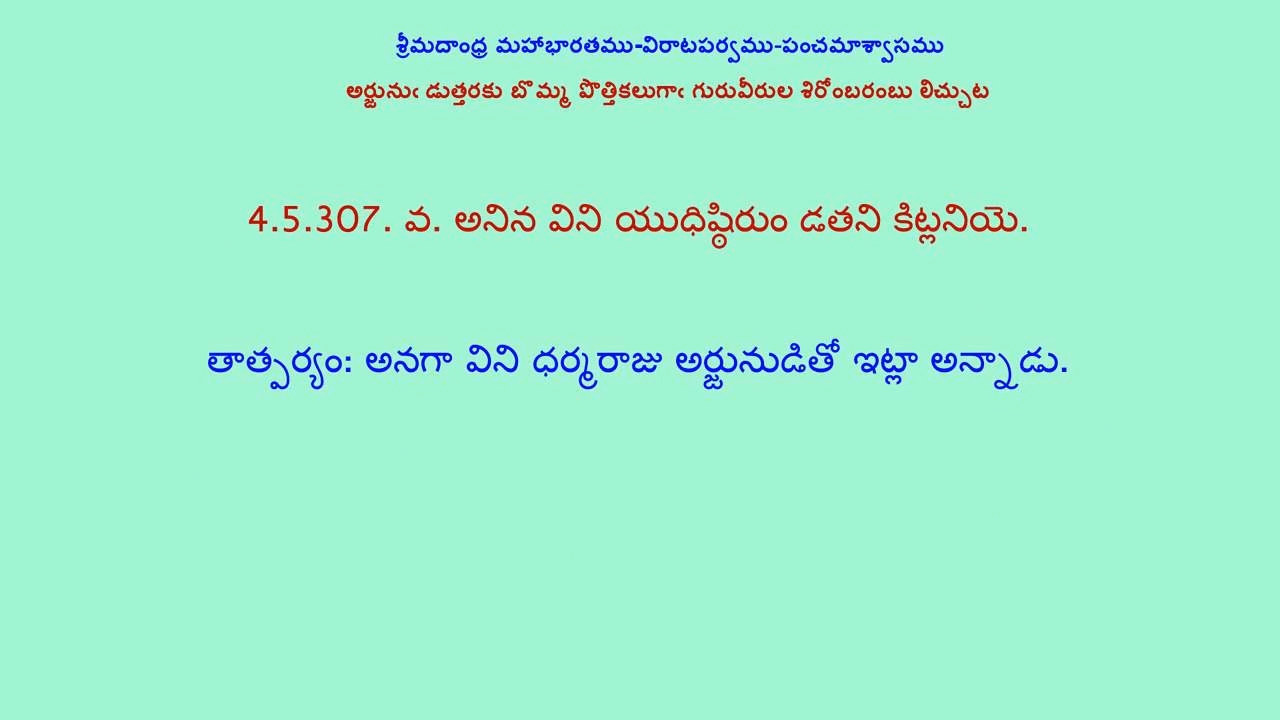 శ్రీమదాంధ్ర మహాభారతము-విరాటపర్వము-పంచమాశ్వాసము
అర్జునుఁ డుత్తరకు బొమ్మ పొత్తికలుగాఁ గురువీరుల శిరోంబరంబు లిచ్చుట
4.5.307. వ. అనిన విని యుధిష్ఠిరుం డతని కిట్లనియె.
తాత్పర్యం: అనగా విని ధర్మరాజు అర్జునుడితో ఇట్లా అన్నాడు.